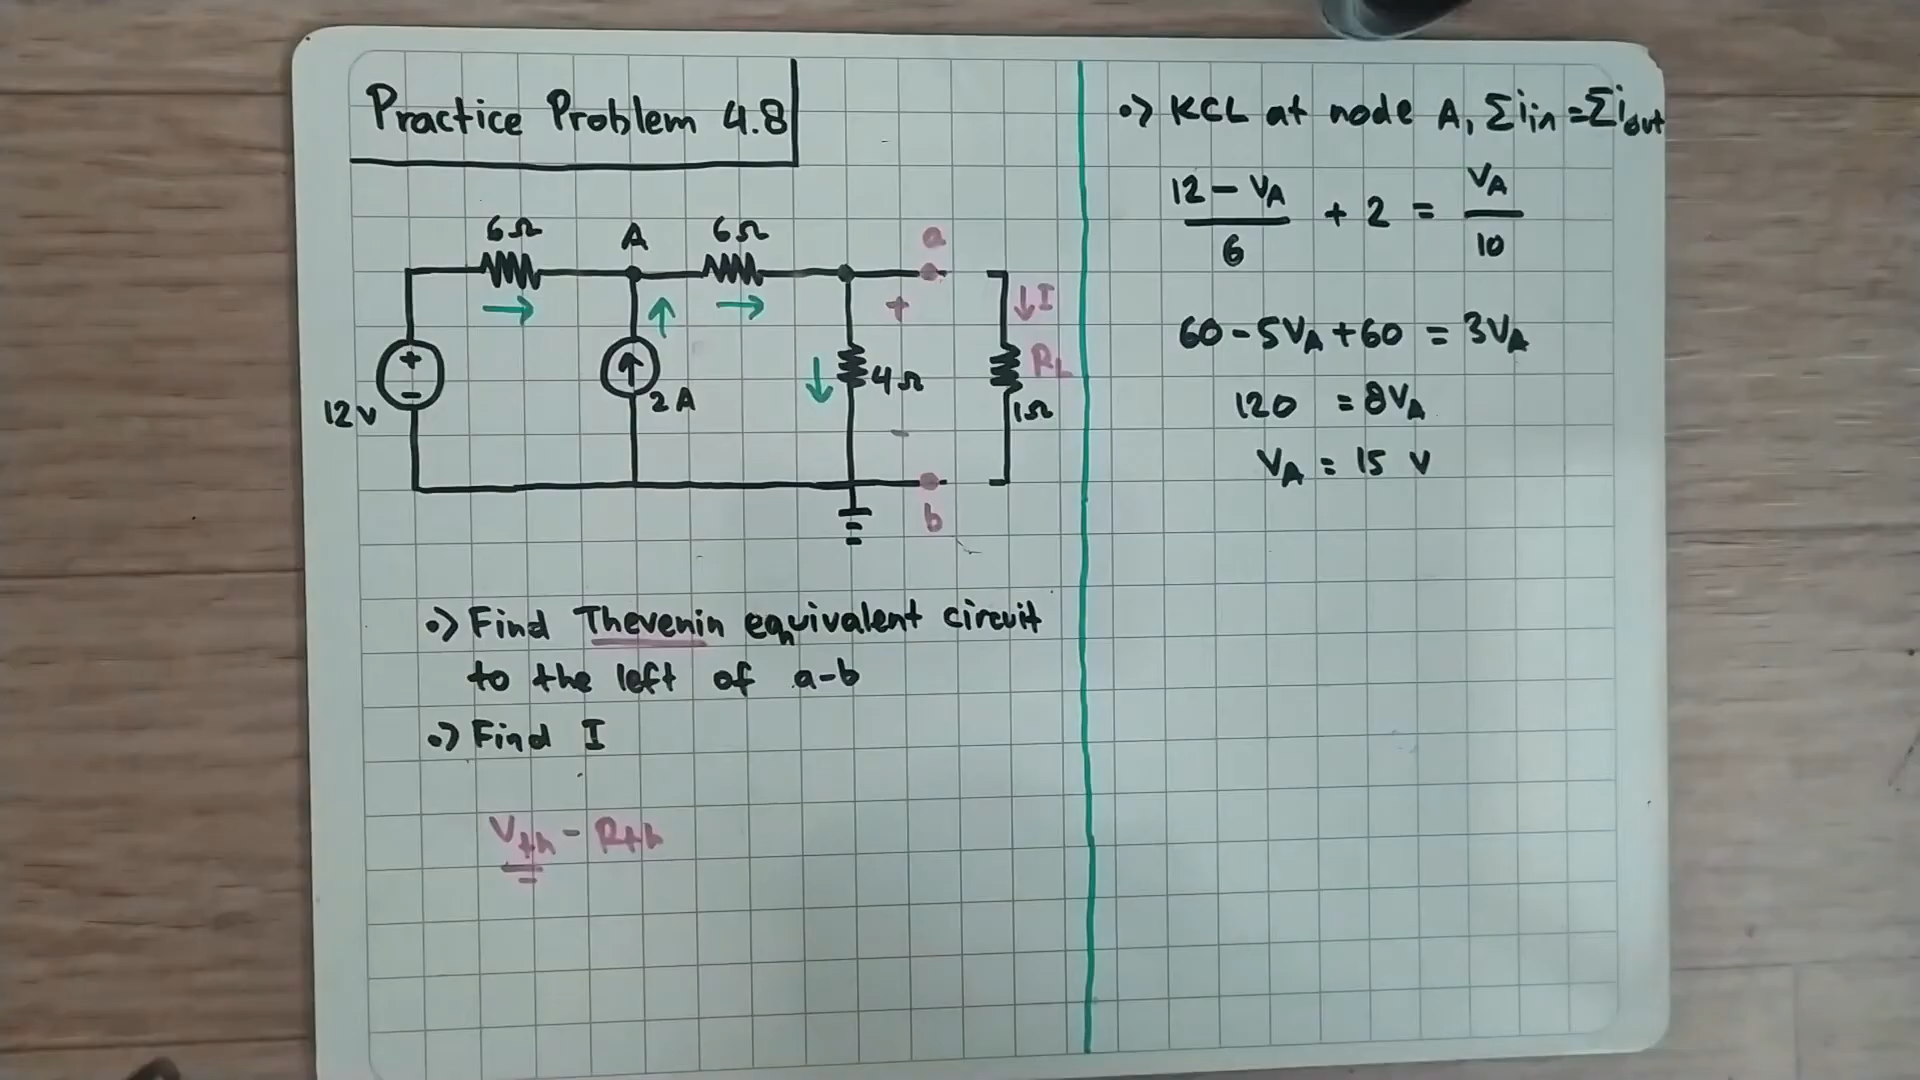 Practice Problem 4.8
6Ω
A
6Ω
a
+
↓I
+
-
12 V
2 A
4Ω
RL
1Ω
-
b
•) Find Thevenin equivalent circuit
to the left of a-b
•) Find I
Vth - Rth
•) KCL at node A, Σiin = Σiout
12 - VA / 6 + 2 = VA / 10
60 - 5VA + 60 = 3VA
120 = 8VA
VA = 15 V